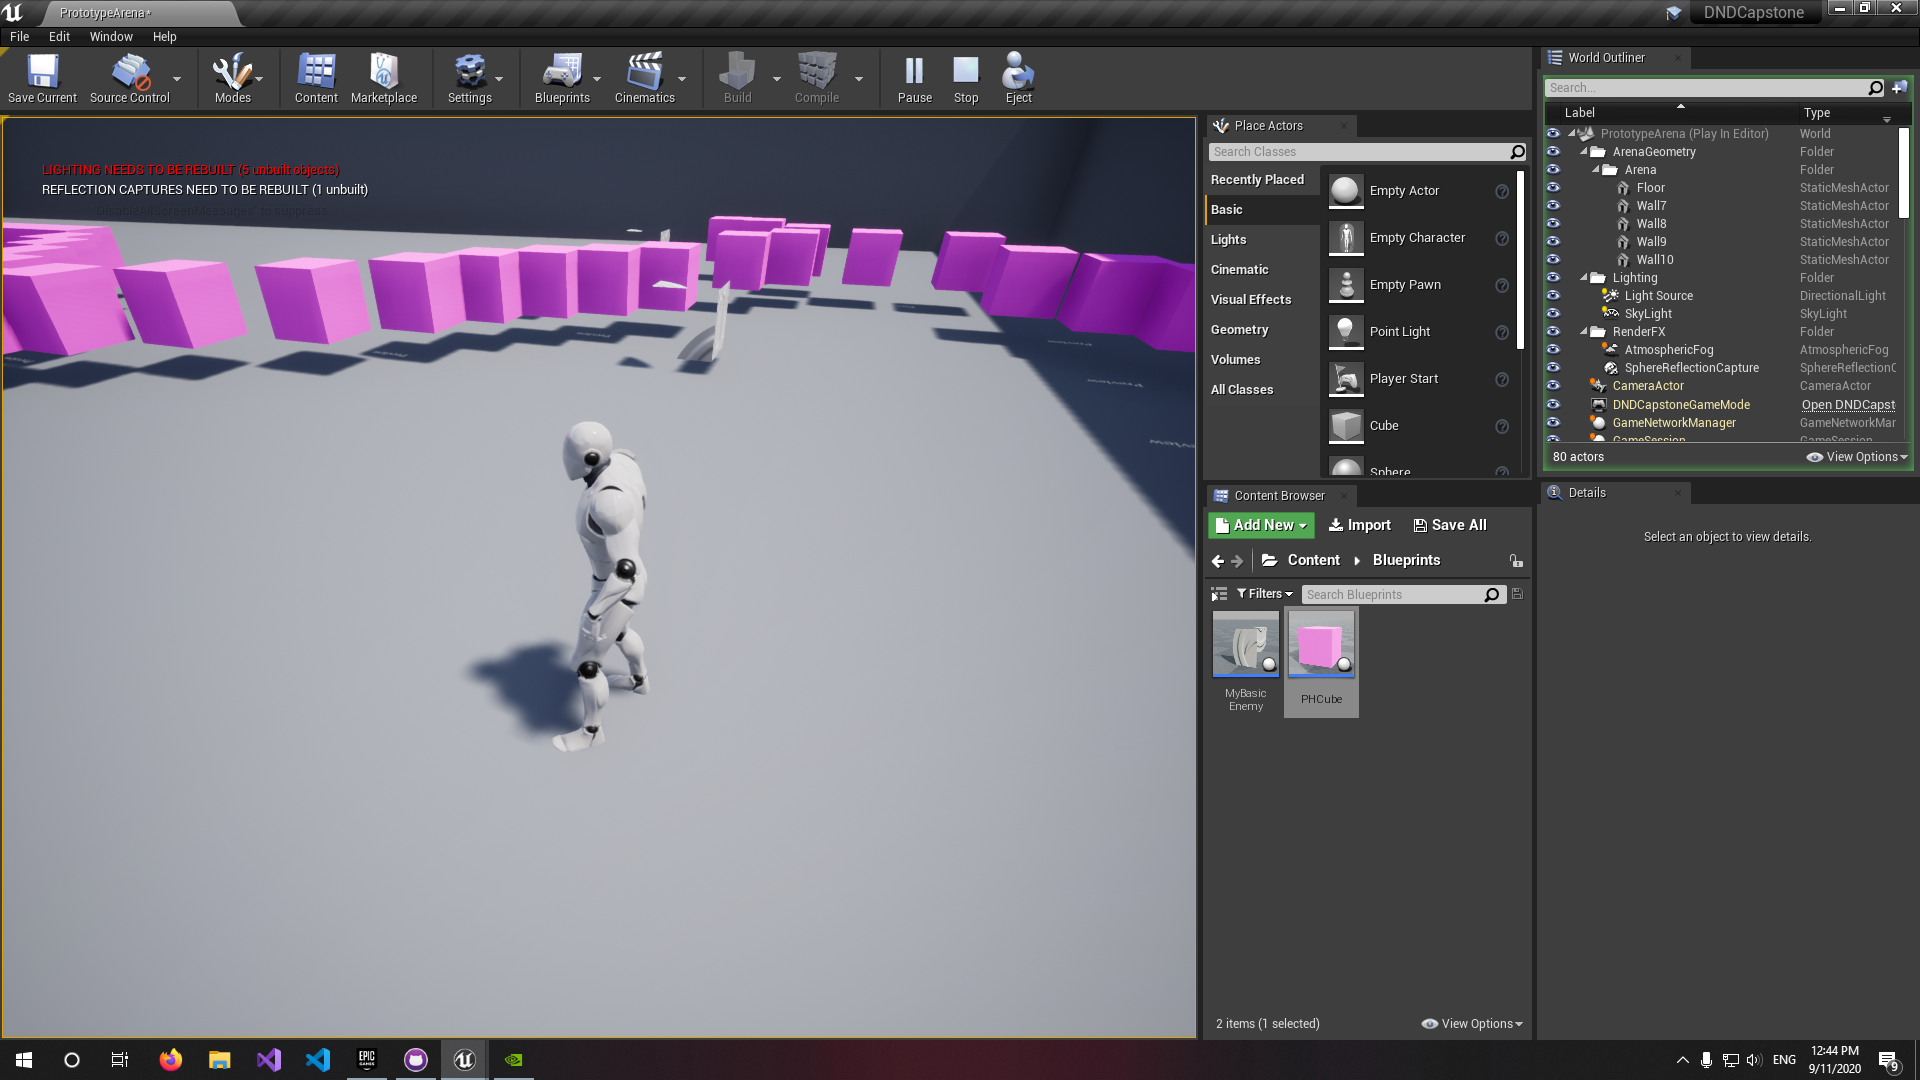 PrototypeArena*
DNDCapstone
File Edit Window Help
Save Current
Source Control
Modes
Content
Marketplace
Settings
Blueprints
Cinematics
Build
Compile
Pause
Stop
Eject
LIGHTING NEEDS TO BE REBUILT (5 unbuilt objects)
REFLECTION CAPTURES NEED TO BE REBUILT (1 unbuilt)
'DisableAllScreenMessages' to suppress
Preview
Place Actors
Search Classes
Recently Placed
Basic
Lights
Cinematic
Visual Effects
Geometry
Volumes
All Classes
Empty Actor
Empty Character
Empty Pawn
Point Light
Player Start
Cube
Sphere
Content Browser
Add New
Import
Save All
Content
Blueprints
Filters
Search Blueprints
MyBasic
Enemy
PHCube
2 items (1 selected)
View Options
World Outliner
Search...
Label Type
PrototypeArena (Play In Editor) World
ArenaGeometry Folder
Arena Folder
Floor StaticMeshActor
Wall7 StaticMeshActor
Wall8 StaticMeshActor
Wall9 StaticMeshActor
Wall10 StaticMeshActor
Lighting Folder
Light Source DirectionalLight
SkyLight SkyLight
RenderFX Folder
AtmosphericFog AtmosphericFog
SphereReflectionCapture SphereReflectionC
CameraActor CameraActor
DNDCapstoneGameMode Open DNDCapst
GameNetworkManager GameNetworkMar
GameSession GameSession
80 actors
View Options
Details
Select an object to view details.
EPIC
GAMES
ENG
12:44 PM
9/11/2020
9